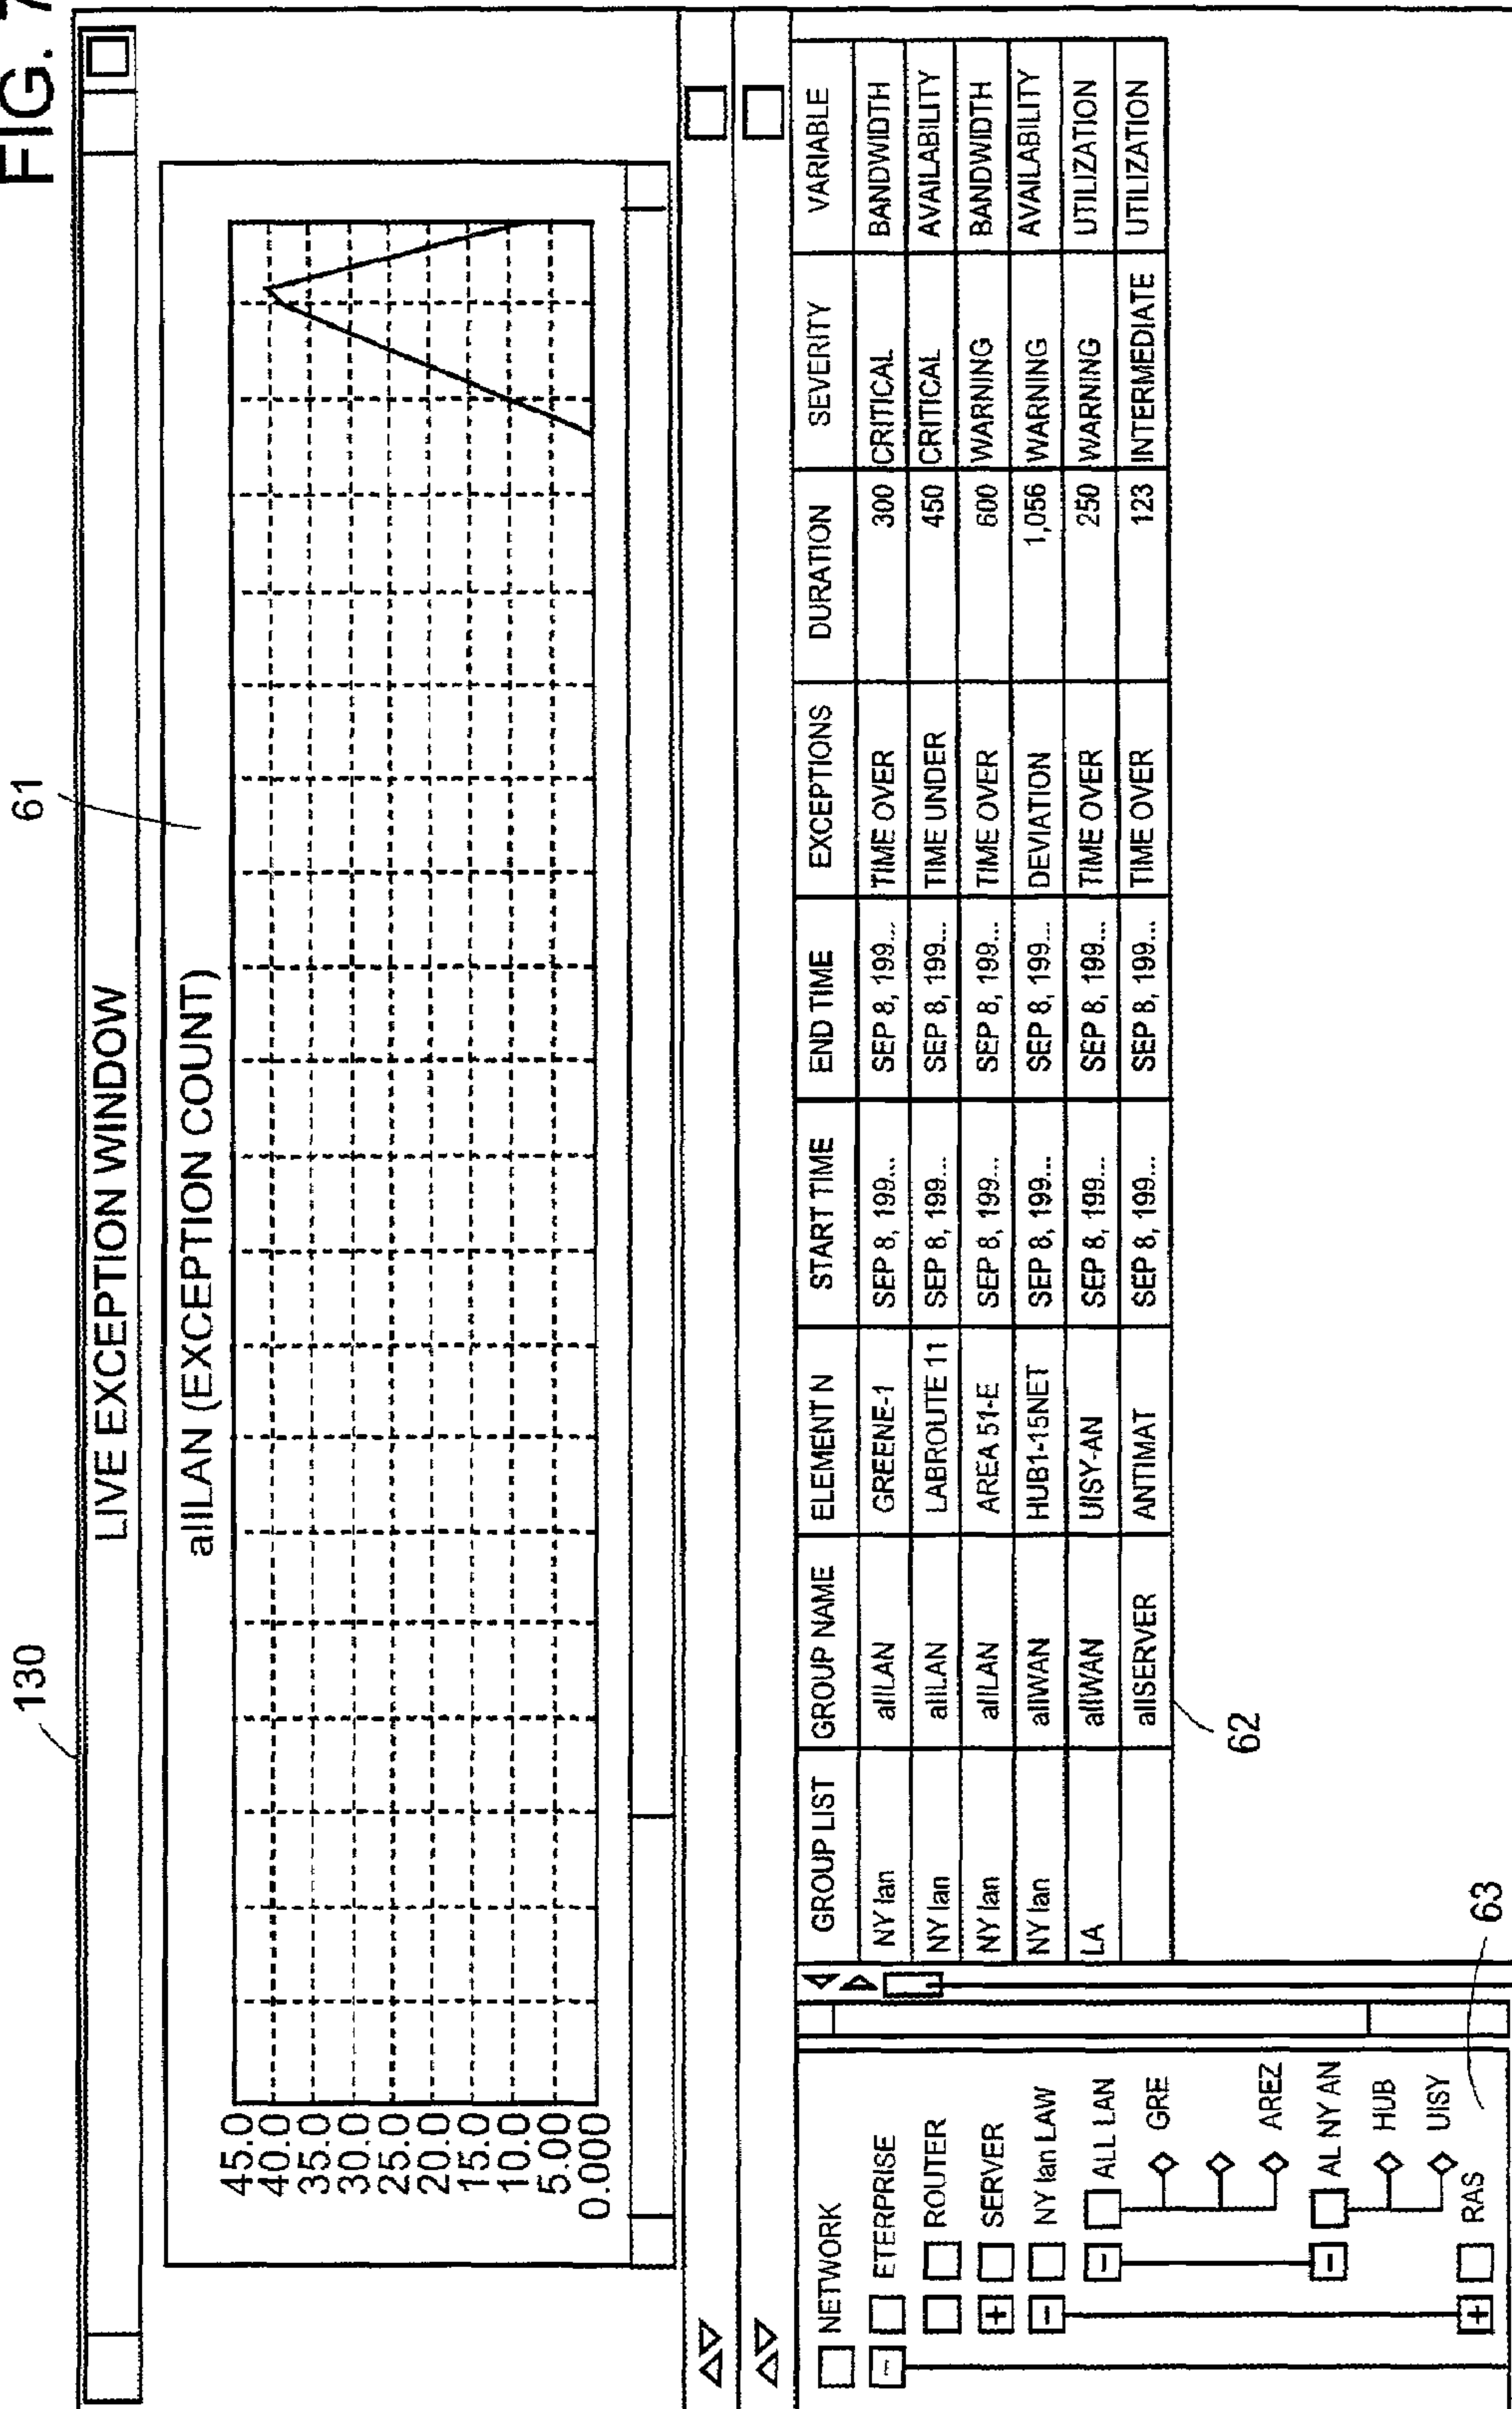 FIG. 7
130
61
LIVE EXCEPTION WINDOW
allLAN (EXCEPTION COUNT)
45.0
40.0
35.0
30.0
25.0
20.0
15.0
10.0
5.00
0.000
NETWORK
ETERPRISE
ROUTER
SERVER
NY lan LAW
ALL LAN
GRE
AREZ
AL NY AN
HUB
UISY
RAS
63
GROUP LIST GROUP NAME ELEMENT N START TIME END TIME EXCEPTIONS DURATION SEVERITY VARIABLE
NY lan allLAN GREENE-1 SEP 8, 199... SEP 8, 199... TIME OVER 300 CRITICAL BANDWIDTH
NY lan allLAN LABROUTE 11 SEP 8, 199... SEP 8, 199... TIME UNDER 450 CRITICAL AVAILABILITY
NY lan allLAN AREA 51-E SEP 8, 199... SEP 8, 199... TIME OVER 600 WARNING BANDWIDTH
NY lan allWAN HUB1-15NET SEP 8, 199... SEP 8, 199... DEVIATION 1,056 WARNING AVAILABILITY
LA allWAN UISY-AN SEP 8, 199... SEP 8, 199... TIME OVER 250 WARNING UTILIZATION
allSERVER ANTIMAT SEP 8, 199... SEP 8, 199... TIME OVER 123 INTERMEDIATE UTILIZATION
62